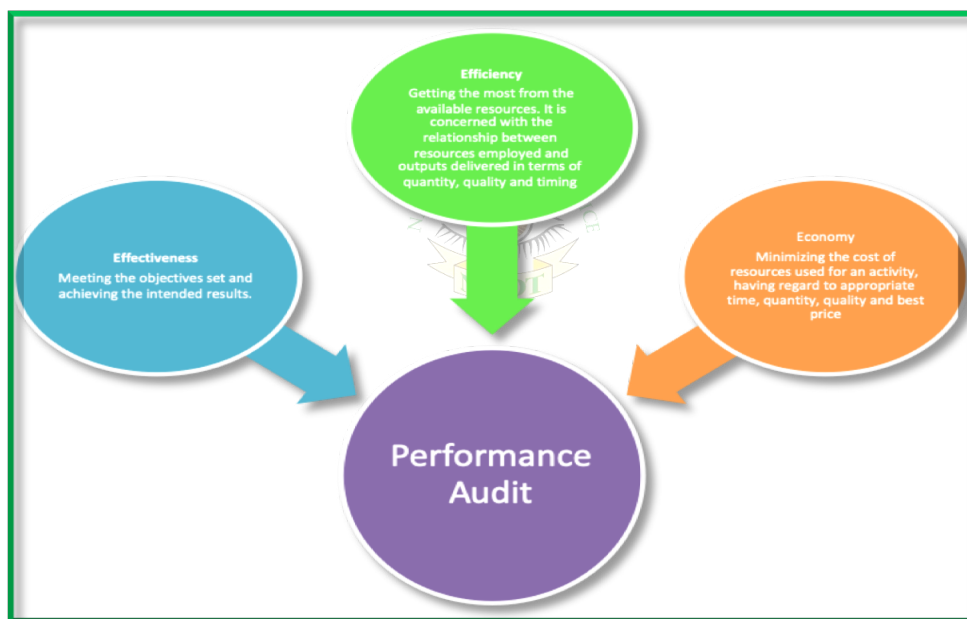 Efficiency
Getting the most from the
available resources. It is
concerned with the
relationship between
resources employed and
outputs delivered in terms of
quantity, quality and timing
Effectiveness
Meeting the objectives set and
achieving the intended results.
Economy
Minimizing the cost of
resources used for an activity,
having regard to appropriate
time, quantity, quality and best
price
Performance
Audit